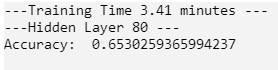 ---Training Time 3.41 minutes ---
---Hidden Layer 80 ---
Accuracy:  0.6530259365994237